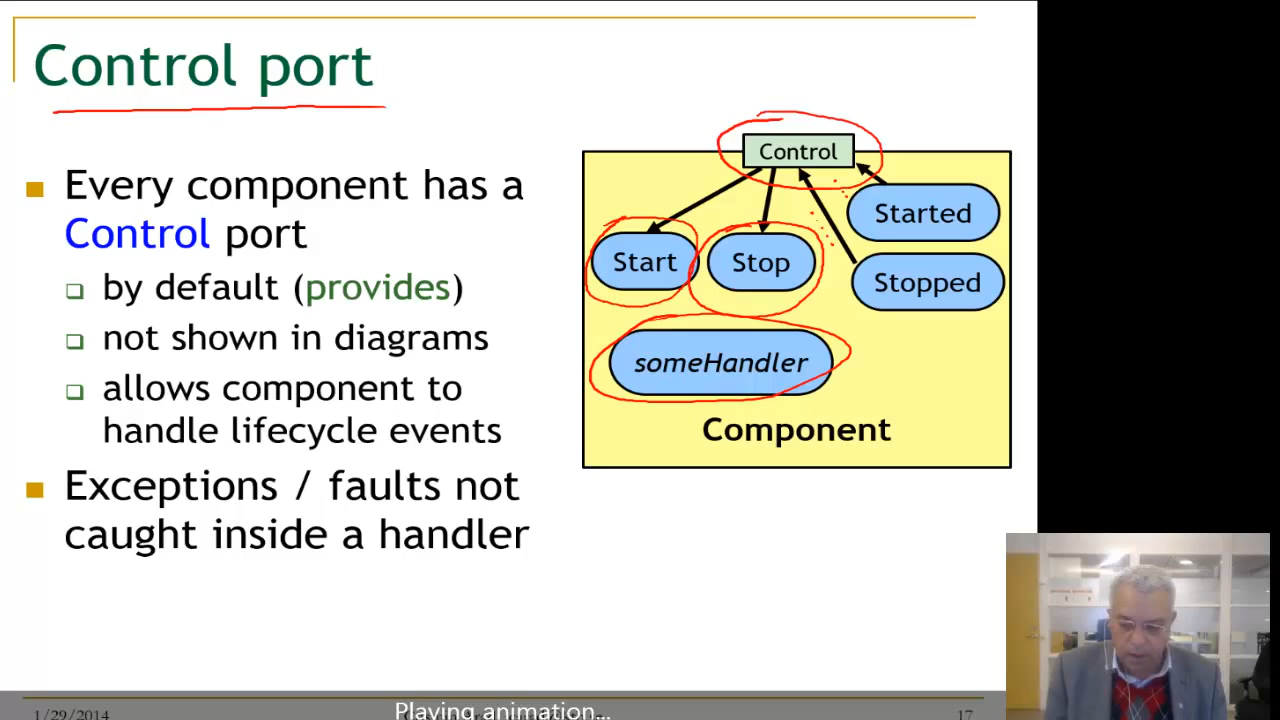 Control port
Every component has a
Control port
by default (provides)
not shown in diagrams
allows component to
handle lifecycle events
Exceptions / faults not
caught inside a handler
Control
Started
Start
Stop
Stopped
someHandler
Component
1/29/2014
Playing animation...
17